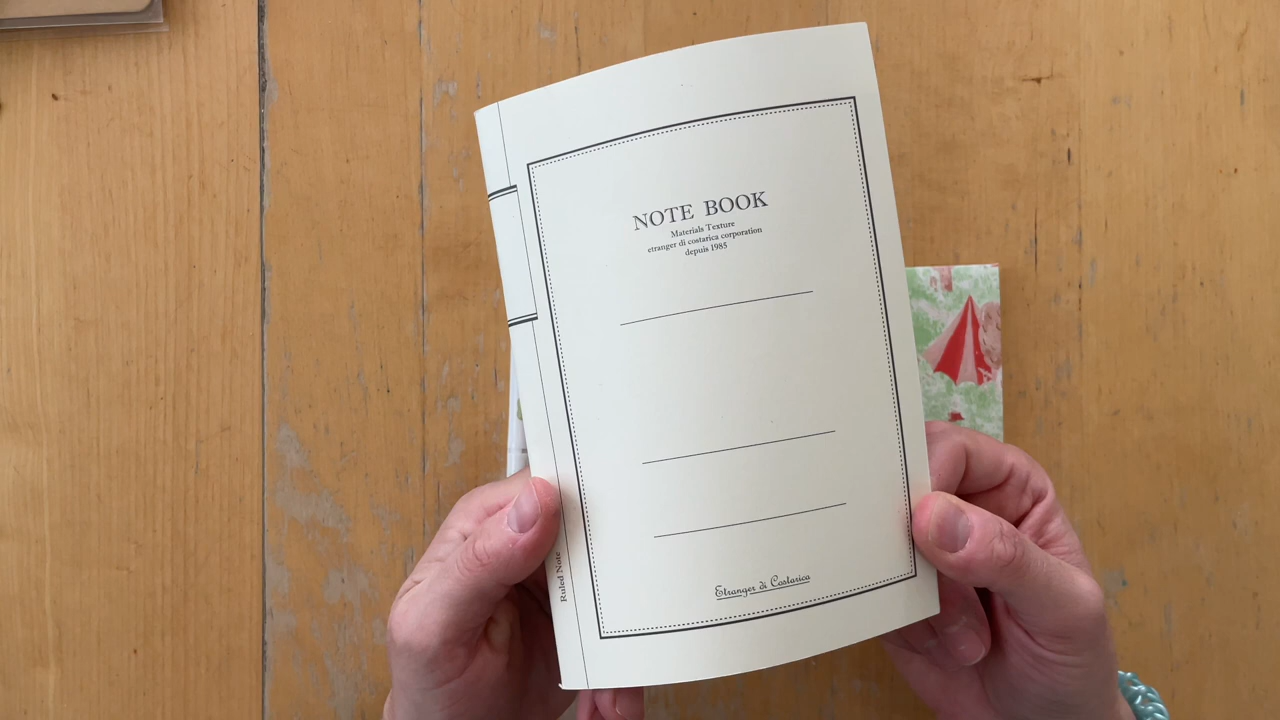 NOTE BOOK
Materials Texture
etranger di costarica corporation
depuis 1985
Etranger di Costarica
Ruled Note